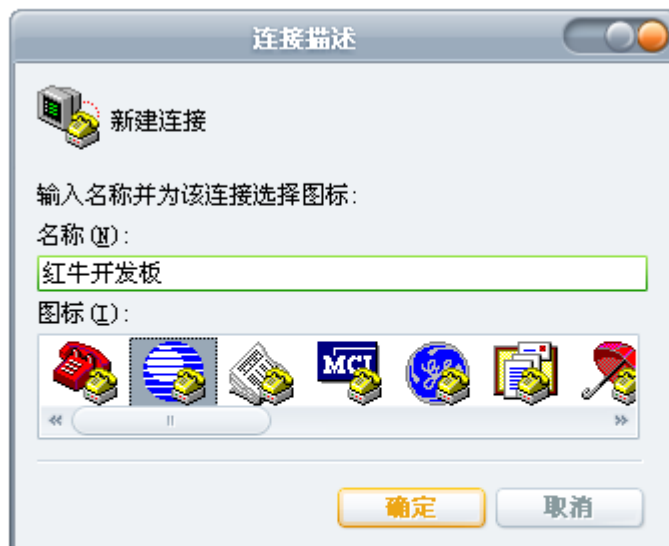 连接描述
新建连接
输入名称并为该连接选择图标:
名称(N):
红牛开发板
图标(I):
MCI
确定 取消